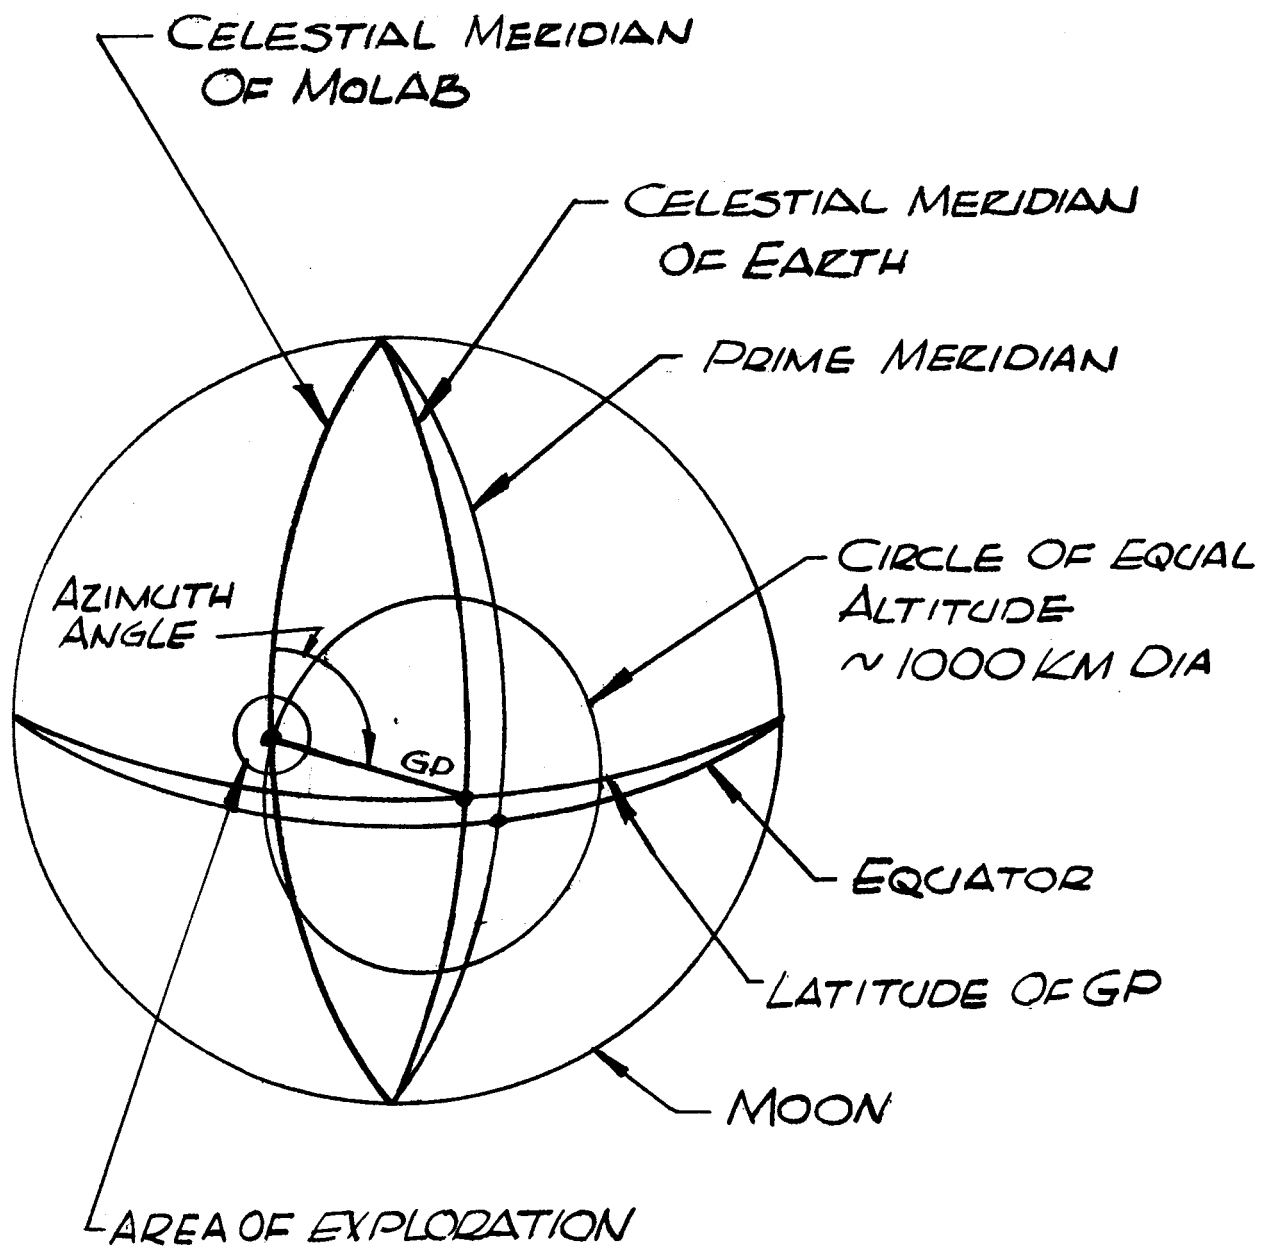 CELESTIAL MERIDIAN
OF MOLAB
CELESTIAL MERIDIAN
OF EARTH
PRIME MERIDIAN
CIRCLE OF EQUAL
ALTITUDE
~ 1000 KM DIA
AZIMUTH
ANGLE
GP
EQUATOR
LATITUDE OF GP
MOON
AREA OF EXPLORATION